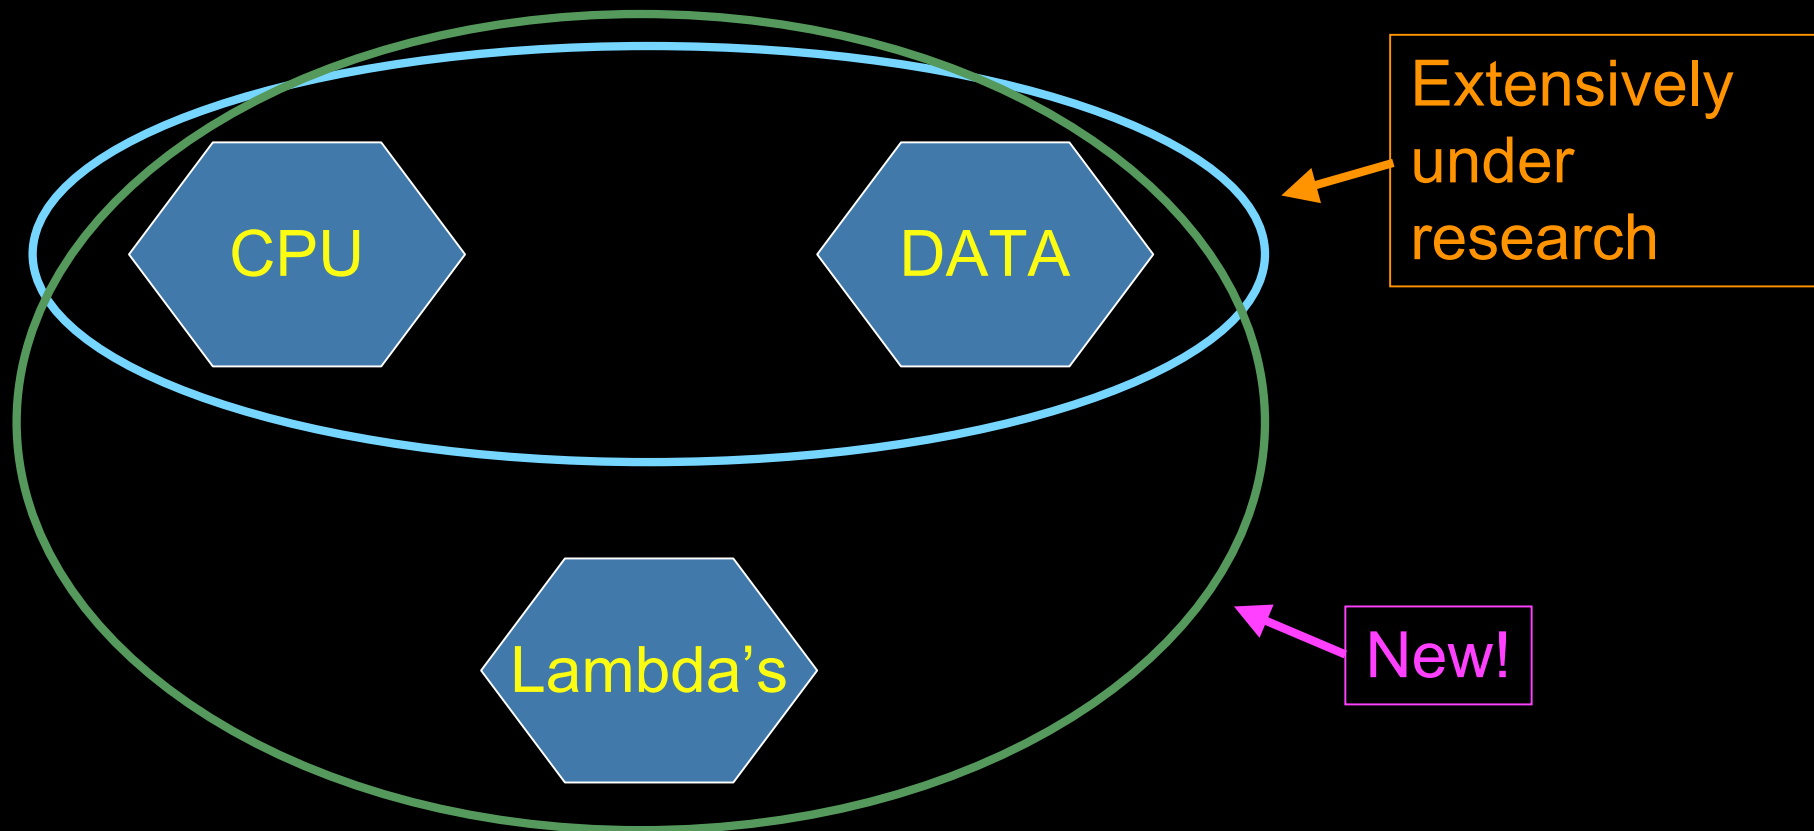 CPU
DATA
Extensively
under
research
Lambda’s
New!